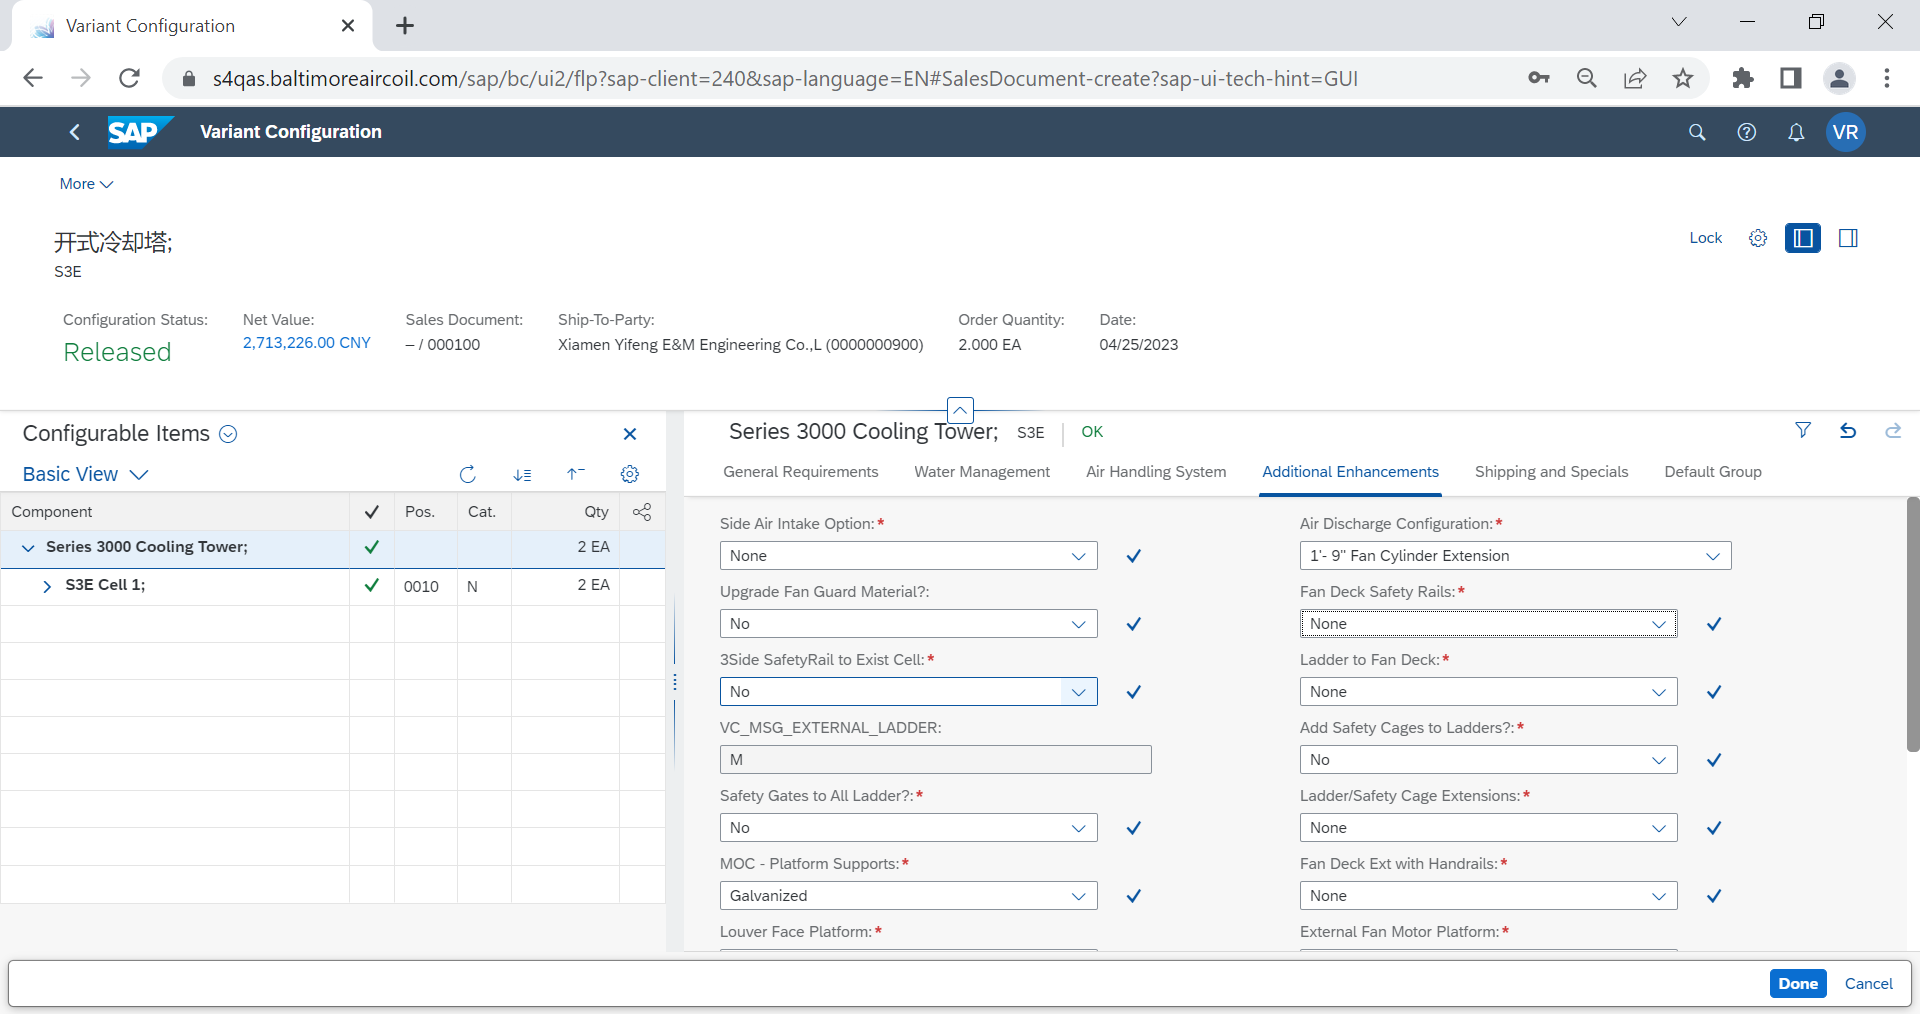 Variant Configuration
s4qas.baltimoreaircoil.com/sap/bc/ui2/flp?sap-client=240&sap-language=EN#SalesDocument-create?sap-ui-tech-hint=GUI
SAP Variant Configuration VR
More
开式冷却塔;
S3E
Lock
Configuration Status: Net Value: Sales Document: Ship-To-Party: Order Quantity: Date:
Released 2,713,226.00 CNY – / 000100 Xiamen Yifeng E&M Engineering Co.,L (0000000900) 2.000 EA 04/25/2023
Configurable Items
Basic View
Component Pos. Cat. Qty
Series 3000 Cooling Tower; 2 EA
S3E Cell 1; 0010 N 2 EA
Series 3000 Cooling Tower; S3E OK
General Requirements Water Management Air Handling System Additional Enhancements Shipping and Specials Default Group
Side Air Intake Option:* Air Discharge Configuration:*
None 1'- 9" Fan Cylinder Extension
Upgrade Fan Guard Material?: Fan Deck Safety Rails:*
No None
3Side SafetyRail to Exist Cell:* Ladder to Fan Deck:*
No None
VC_MSG_EXTERNAL_LADDER: Add Safety Cages to Ladders?:*
M No
Safety Gates to All Ladder?:* Ladder/Safety Cage Extensions:*
No None
MOC - Platform Supports:* Fan Deck Ext with Handrails:*
Galvanized None
Louver Face Platform:* External Fan Motor Platform:*
Done Cancel